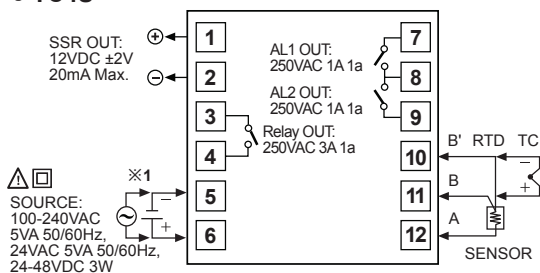 SSR OUT:
12VDC ±2V
20mA Max.
+
−
1
2
3
4
5
6
7
8
9
10
11
12
AL1 OUT:
250VAC 1A 1a
AL2 OUT:
250VAC 1A 1a
Relay OUT:
250VAC 3A 1a
※1
SOURCE:
100-240VAC
5VA 50/60Hz,
24VAC 5VA 50/60Hz,
24-48VDC 3W
−
+
B' RTD TC
B
A
−
+
SENSOR